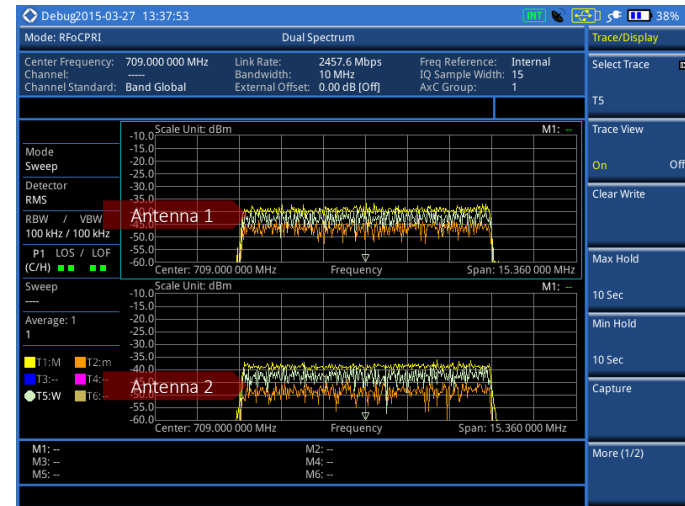 Debug2015-03-27 13:37:53
INT
38%
Mode: RFoCPRI
Dual Spectrum
Trace/Display
Center Frequency: 709.000 000 MHz
Link Rate: 2457.6 Mbps
Freq Reference: Internal
Channel: -----
Bandwidth: 10 MHz
IQ Sample Width: 15
Channel Standard: Band Global
External Offset: 0.00 dB [Off]
AxC Group: 1
Select Trace
T5
Trace View
On Off
Clear Write
Max Hold
10 Sec
Min Hold
10 Sec
Capture
More (1/2)
Mode
Sweep
Detector
RMS
RBW / VBW
100 kHz / 100 kHz
P1 LOS / LOF
(C/H)
Sweep
----
Average: 1
1
T1:M T2:m
T3:-- T4:--
T5:W T6:--
Scale Unit: dBm
M1: --
-10.0
-15.0
-20.0
-25.0
-30.0
-35.0
-40.0
-45.0
-50.0
-55.0
-60.0
Antenna 1
Center: 709.000 000 MHz Frequency Span: 15.360 000 MHz
Scale Unit: dBm
M1: --
-10.0
-15.0
-20.0
-25.0
-30.0
-35.0
-40.0
-50.0
-55.0
-60.0
Antenna 2
Center: 709.000 000 MHz Frequency Span: 15.360 000 MHz
M1: -- M2: --
M3: -- M4: --
M5: -- M6: --